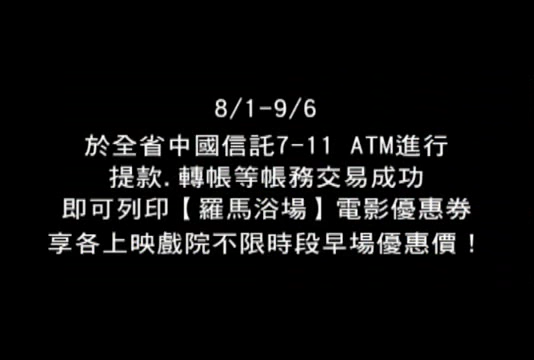 8/1-9/6
於全省中國信託7-11 ATM進行
提款.轉帳等帳務交易成功
即可列印【羅馬浴場】電影優惠券
享各上映戲院不限時段早場優惠價！